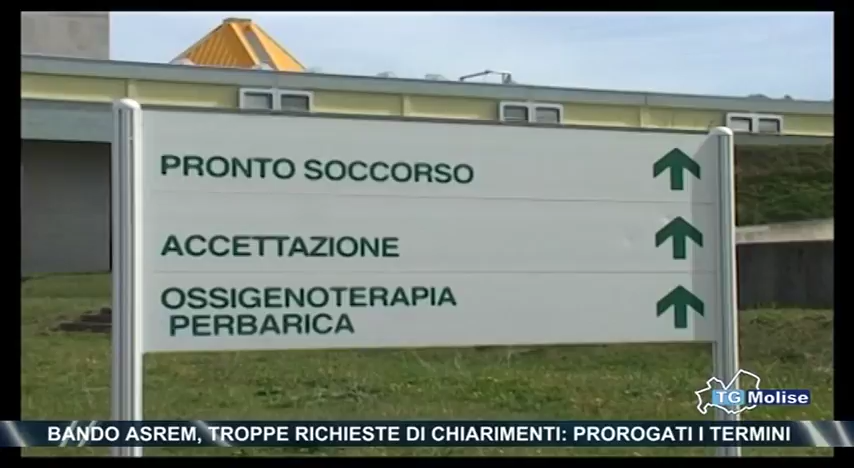 PRONTO SOCCORSO
ACCETTAZIONE
OSSIGENOTERAPIA
PERBARICA
TG Molise
BANDO ASREM, TROPPE RICHIESTE DI CHIARIMENTI: PROROGATI I TERMINI